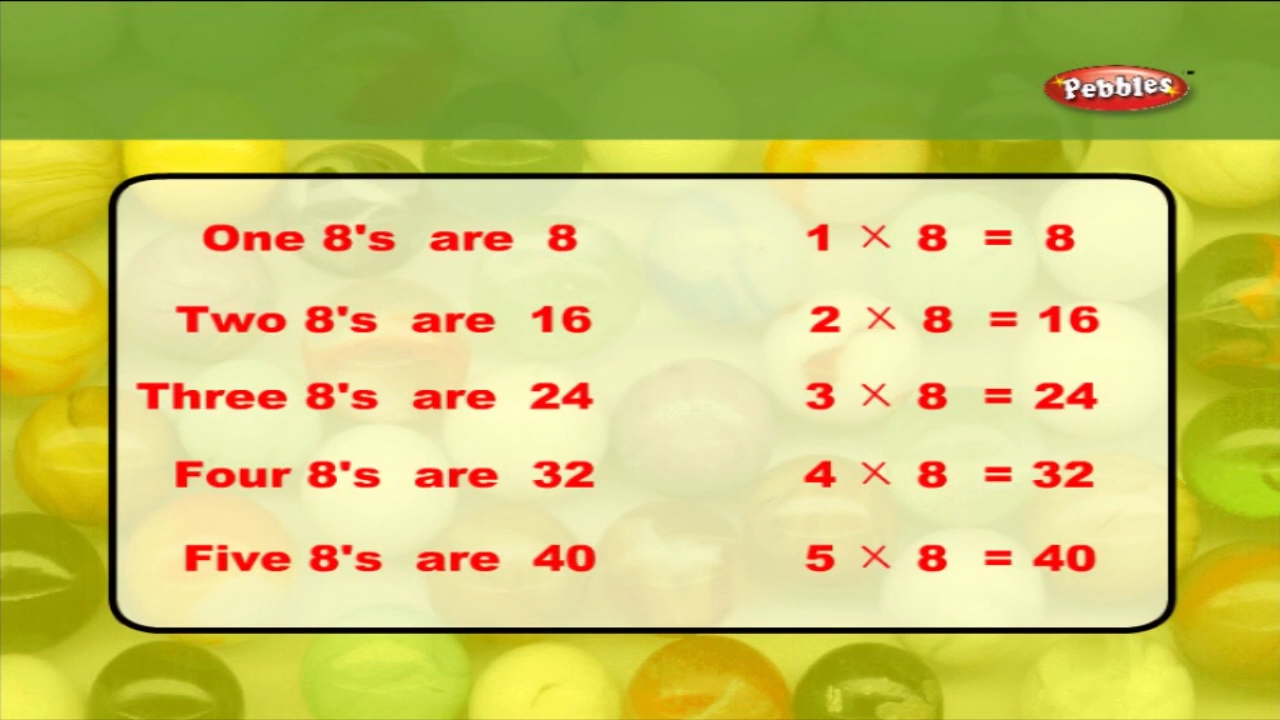 Pebbles
One 8's are 8 1 × 8 = 8
Two 8's are 16 2 × 8 = 16
Three 8's are 24 3 × 8 = 24
Four 8's are 32 4 × 8 = 32
Five 8's are 40 5 × 8 = 40